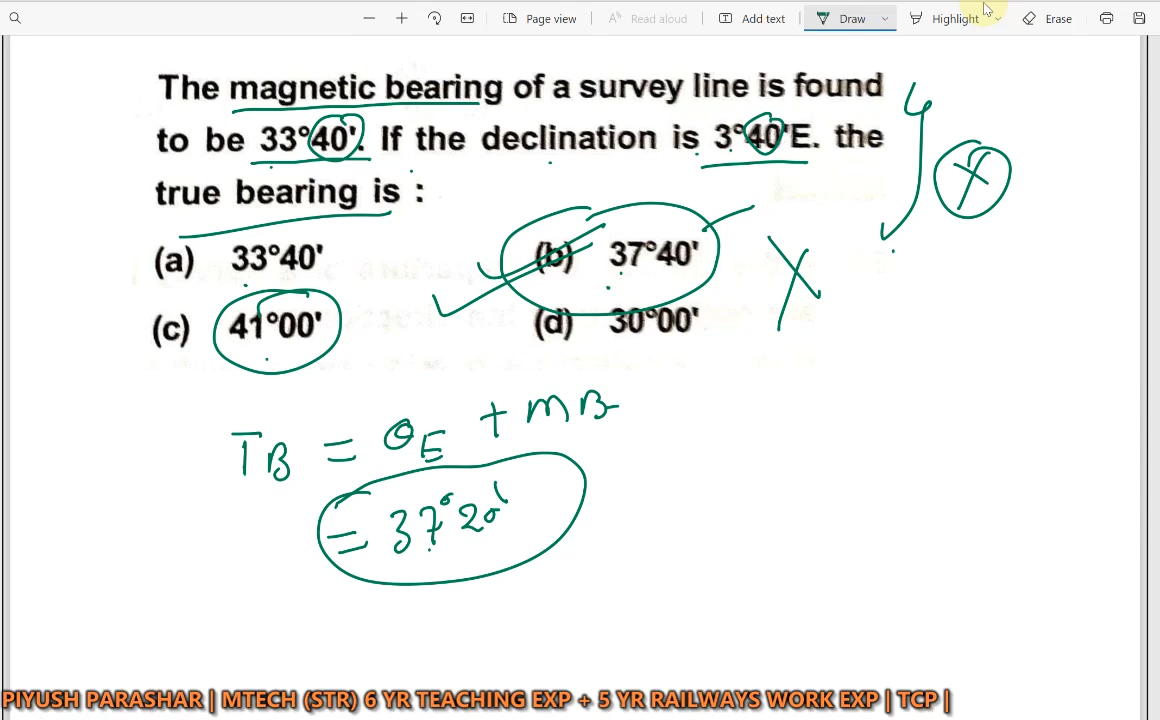 Page view Read aloud Add text Draw Highlight Erase
The magnetic bearing of a survey line is found
to be 33°40'. If the declination is 3°40'E. the
true bearing is :
(a) 33°40' (b) 37°40'
(c) 41°00' (d) 30°00'
TB = θE + MB
= 37°20'
PIYUSH PARASHAR | MTECH (STR) 6 YR TEACHING EXP + 5 YR RAILWAYS WORK EXP | TCP |